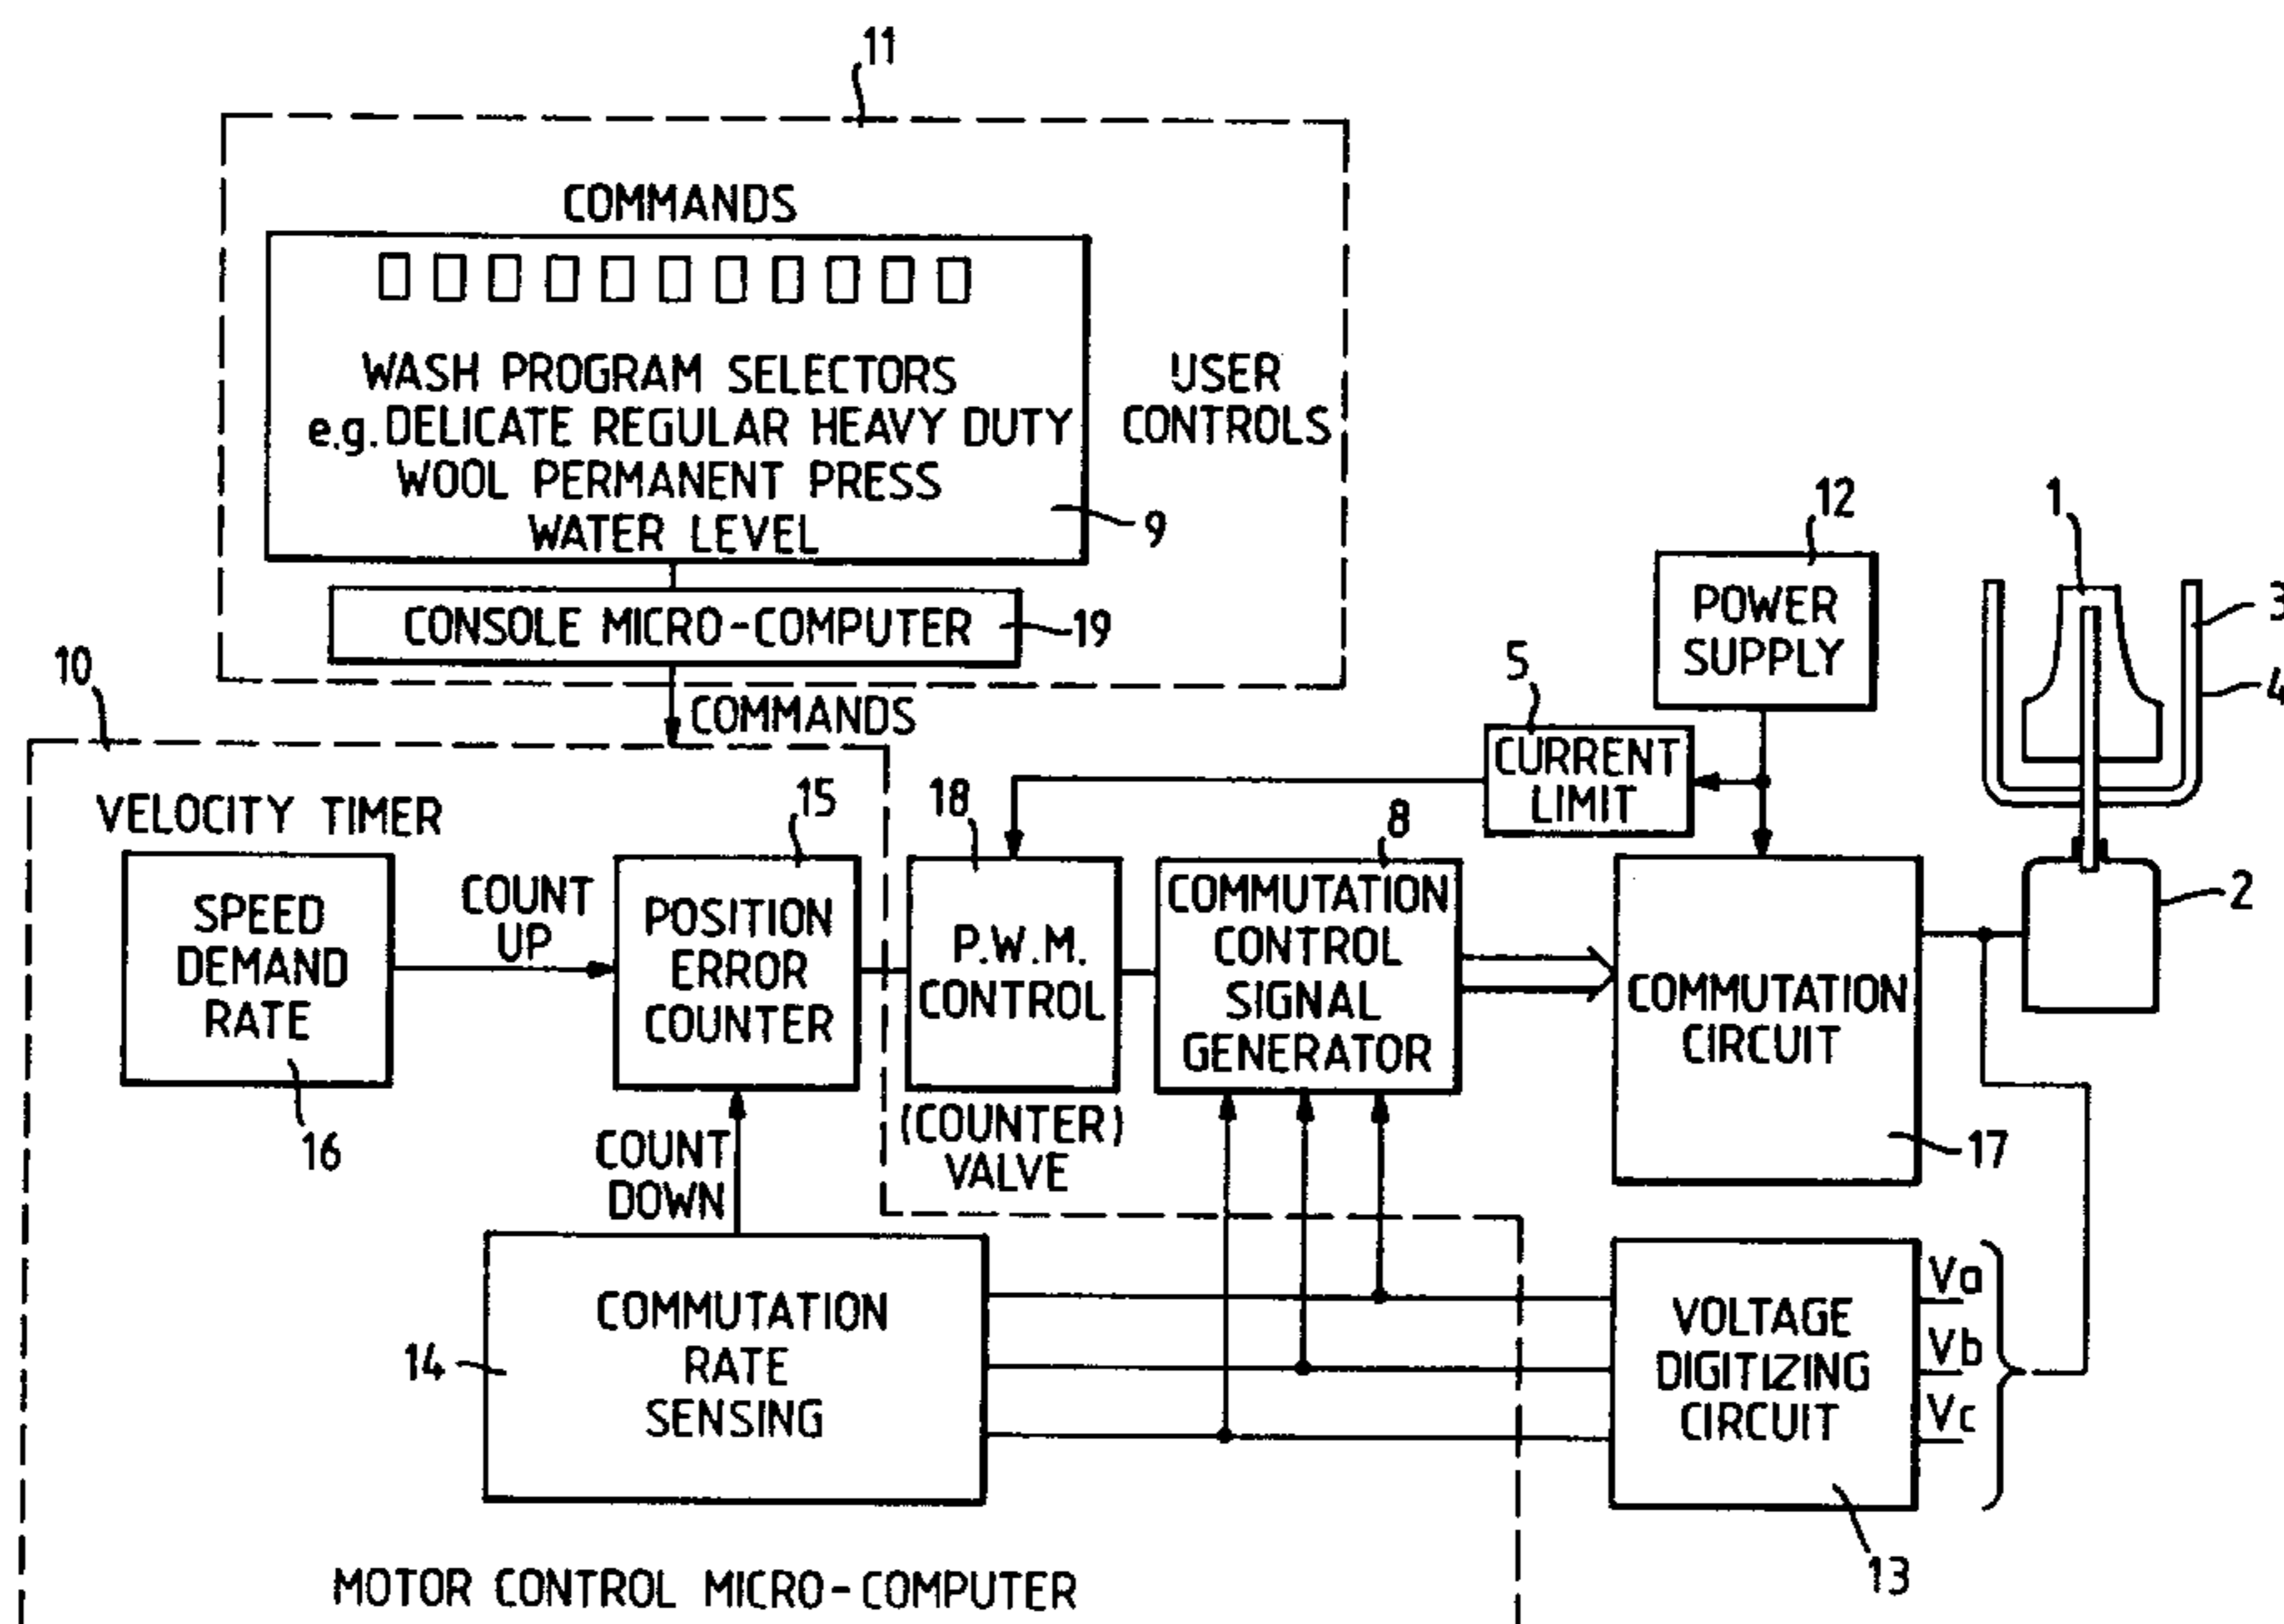 11
COMMANDS
WASH PROGRAM SELECTORS
e.g. DELICATE REGULAR HEAVY DUTY
WOOL PERMANENT PRESS
WATER LEVEL
9
USER
CONTROLS
CONSOLE MICRO-COMPUTER
19
COMMANDS
10
VELOCITY TIMER
SPEED
DEMAND
RATE
16
COUNT
UP
15
POSITION
ERROR
COUNTER
COUNT
DOWN
18
P.W.M.
CONTROL
(COUNTER)
VALVE
8
COMMUTATION
CONTROL
SIGNAL
GENERATOR
5
CURRENT
LIMIT
12
POWER
SUPPLY
1
3
4
2
COMMUTATION
CIRCUIT
17
14
COMMUTATION
RATE
SENSING
VOLTAGE
DIGITIZING
CIRCUIT
13
Va
Vb
Vc
MOTOR CONTROL MICRO-COMPUTER